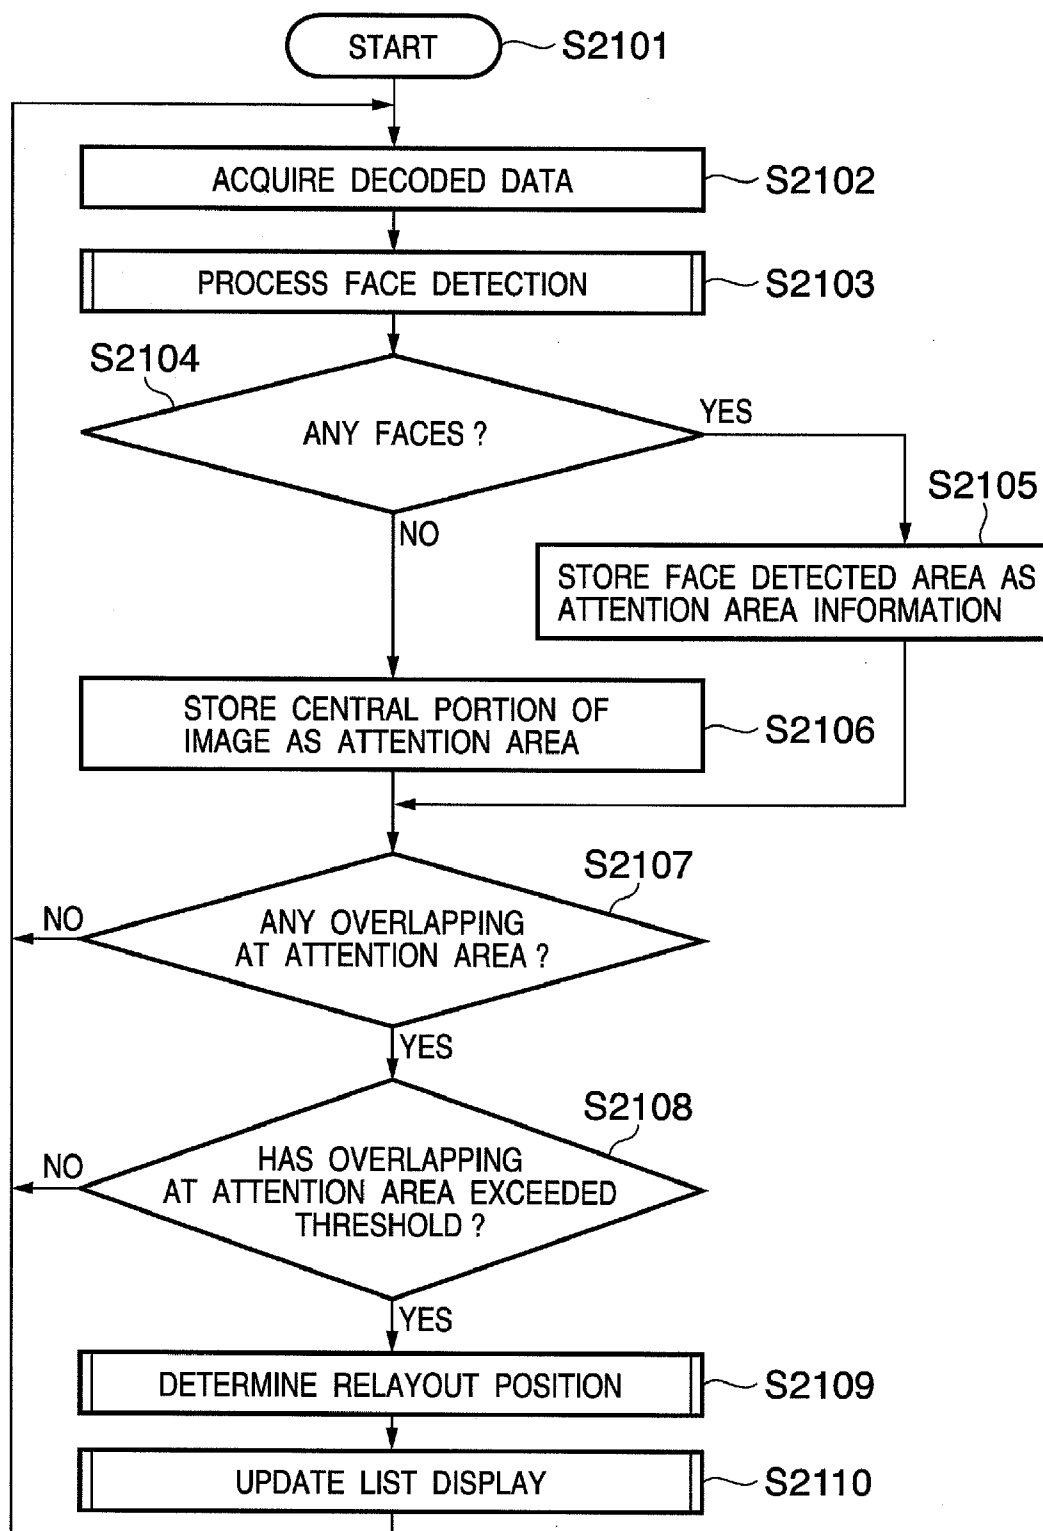 START
S2101
ACQUIRE DECODED DATA
S2102
PROCESS FACE DETECTION
S2103
S2104
ANY FACES ?
YES
NO
S2105
STORE FACE DETECTED AREA AS
ATTENTION AREA INFORMATION
STORE CENTRAL PORTION OF
IMAGE AS ATTENTION AREA
S2106
S2107
ANY OVERLAPPING
AT ATTENTION AREA ?
NO
YES
S2108
HAS OVERLAPPING
AT ATTENTION AREA EXCEEDED
THRESHOLD ?
NO
YES
DETERMINE RELAYOUT POSITION
S2109
UPDATE LIST DISPLAY
S2110